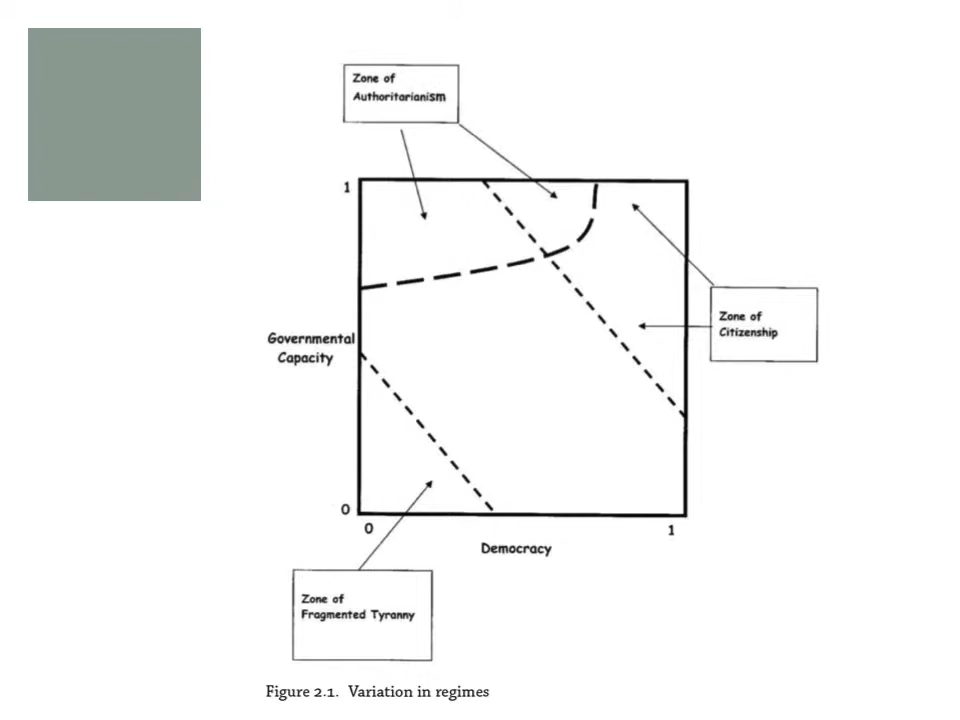 Zone of
Authoritarianism
1
Zone of
Citizenship
Governmental
Capacity
0
0
1
Democracy
Zone of
Fragmented Tyranny
Figure 2.1. Variation in regimes